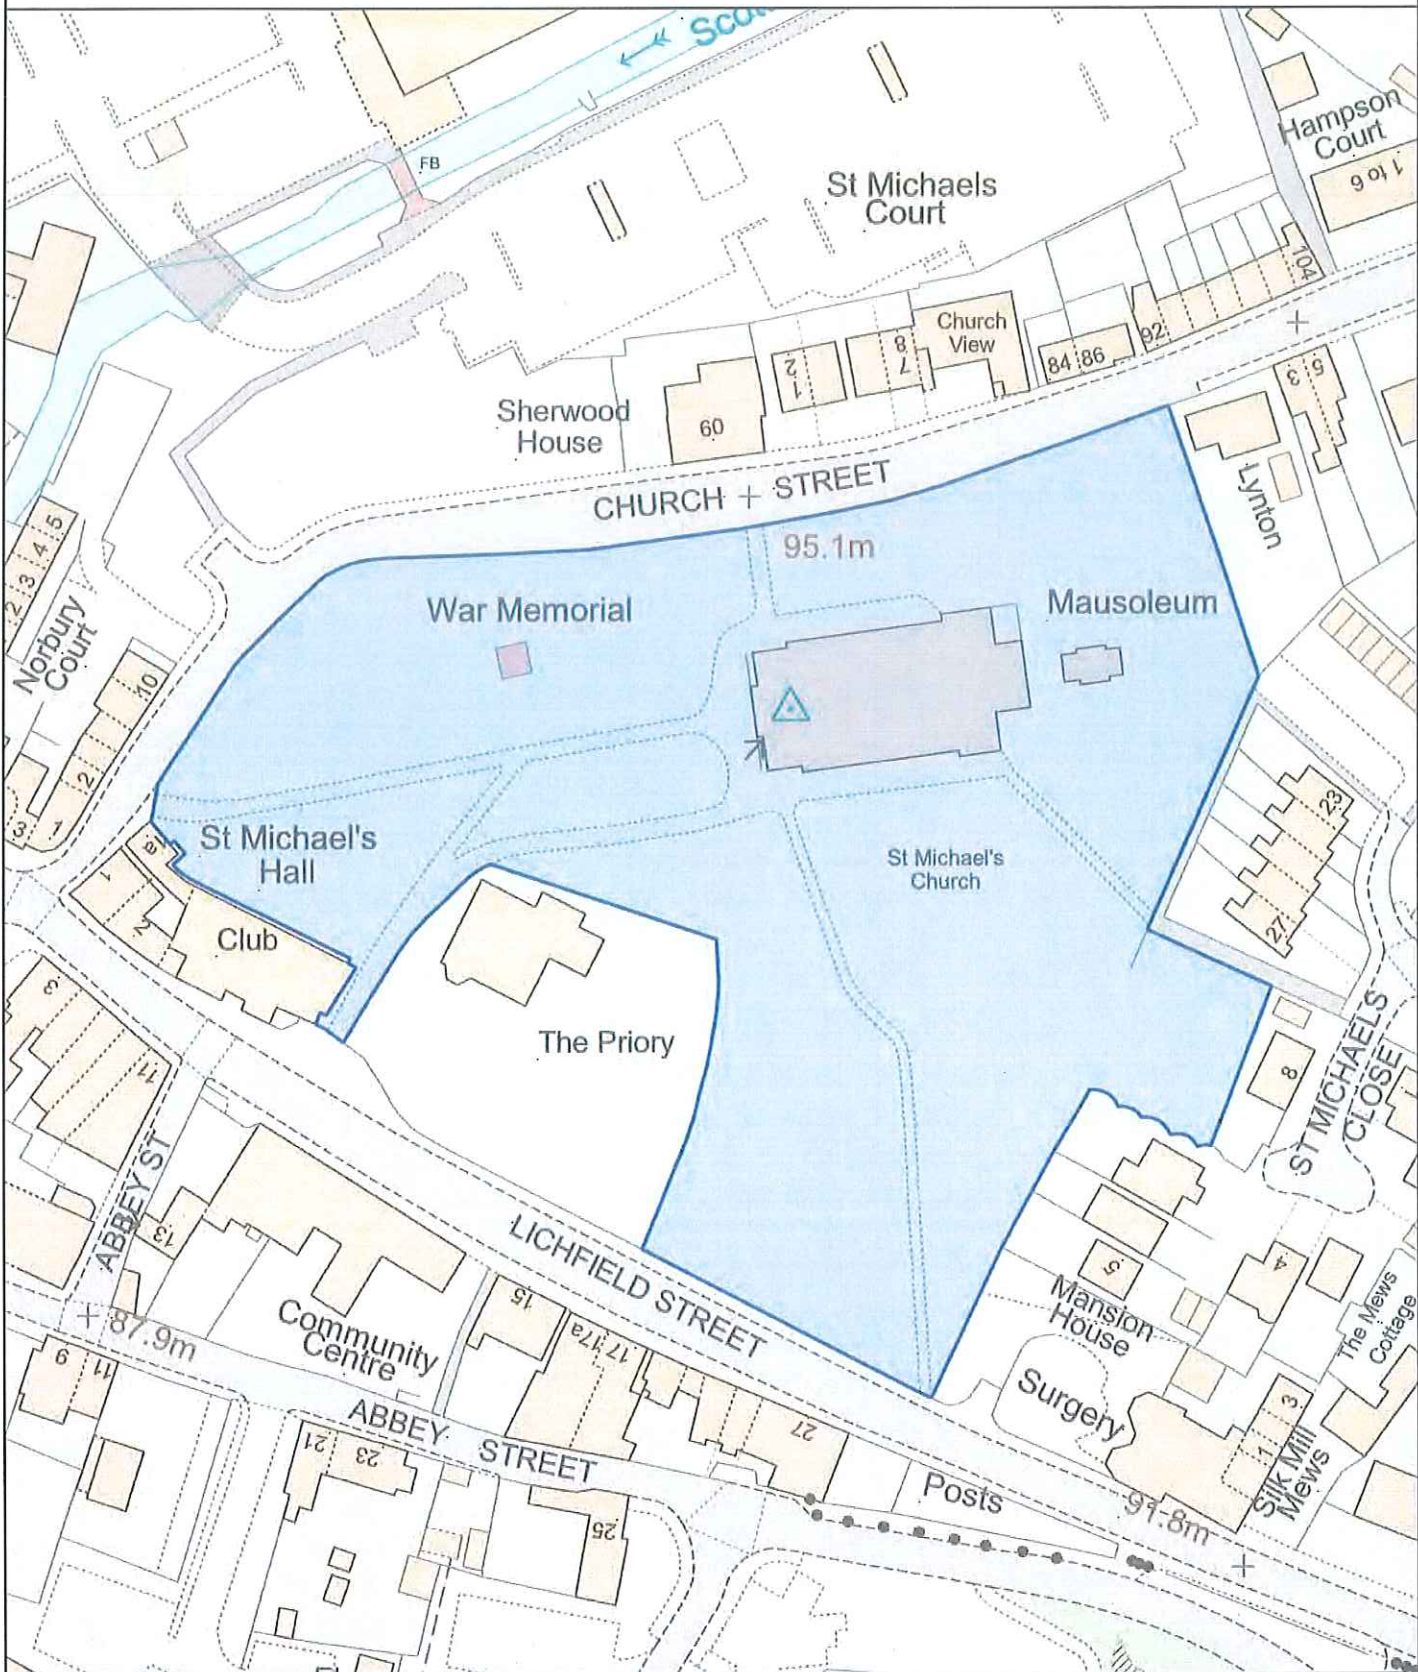 FB
St Michaels
Court
Hampson
Court
1 to 6
104
92
84
86
Church
View
8
7
2
1
60
Sherwood
House
5
3
Lynton
CHURCH STREET
95.1m
War Memorial
Mausoleum
5
4
3
2
Norbury
Court
10
2
1
3
St Michael's
Hall
a
1
2
Club
St Michael's
Church
23
27
The Priory
3
11
ST MICHAELS
CLOSE
8
ABBEY ST
13
LICHFIELD STREET
15
17a
17
27
Community
Centre
87.9m
9
11
ABBEY STREET
21
23
25
5
4
Mansion
House
Surgery
The Mews
Cottage
3
1
Silk Mill
Mews
Posts
91.8m